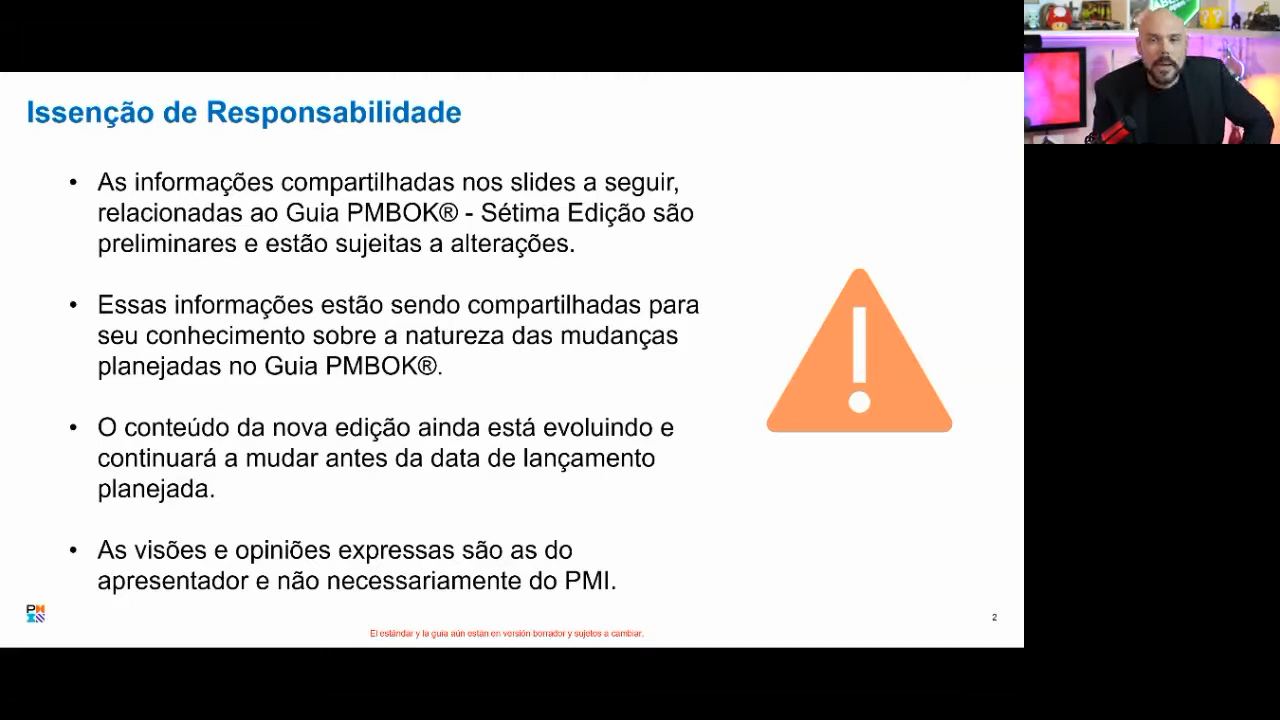 Issenção de Responsabilidade
• As informações compartilhadas nos slides a seguir,
relacionadas ao Guia PMBOK® - Sétima Edição são
preliminares e estão sujeitas a alterações.
• Essas informações estão sendo compartilhadas para
seu conhecimento sobre a natureza das mudanças
planejadas no Guia PMBOK®.
• O conteúdo da nova edição ainda está evoluindo e
continuará a mudar antes da data de lançamento
planejada.
• As visões e opiniões expressas são as do
apresentador e não necessariamente do PMI.
2
El estándar y la guía aún están en versión borrador y sujetos a cambiar.